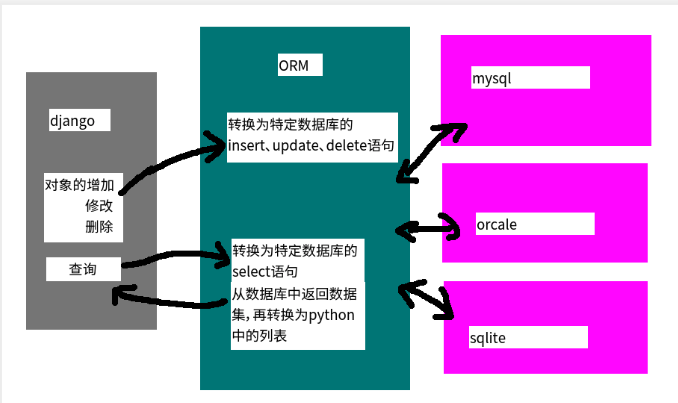 django
对象的增加
修改
删除
查询
ORM
转换为特定数据库的
insert、update、delete语句
转换为特定数据库的
select语句
从数据库中返回数据
集,再转换为python
中的列表
mysql
orcale
sqlite